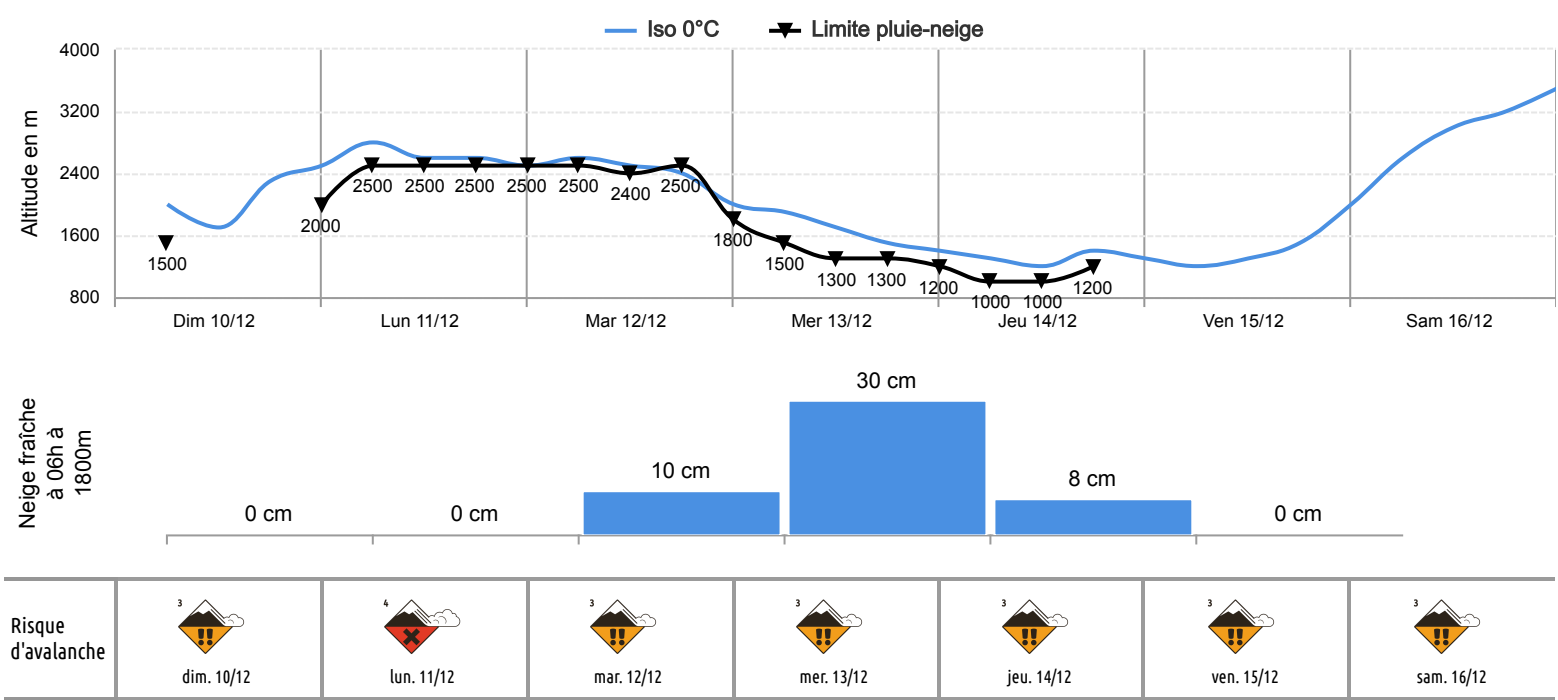 Iso 0°C Limite pluie-neige
Altitude en m
4000
3200
2400
1600
800
1500
2000
2500 2500 2500 2500 2500 2400 2500
1800
1500
1300 1300 1200 1000 1000 1200
Dim 10/12 Lun 11/12 Mar 12/12 Mer 13/12 Jeu 14/12 Ven 15/12 Sam 16/12
Neige fraîche
à 06h à
1800m
0 cm 0 cm 10 cm 30 cm 8 cm 0 cm
Risque
d'avalanche
3 4 3 3 3 3 3
dim. 10/12 lun. 11/12 mar. 12/12 mer. 13/12 jeu. 14/12 ven. 15/12 sam. 16/12